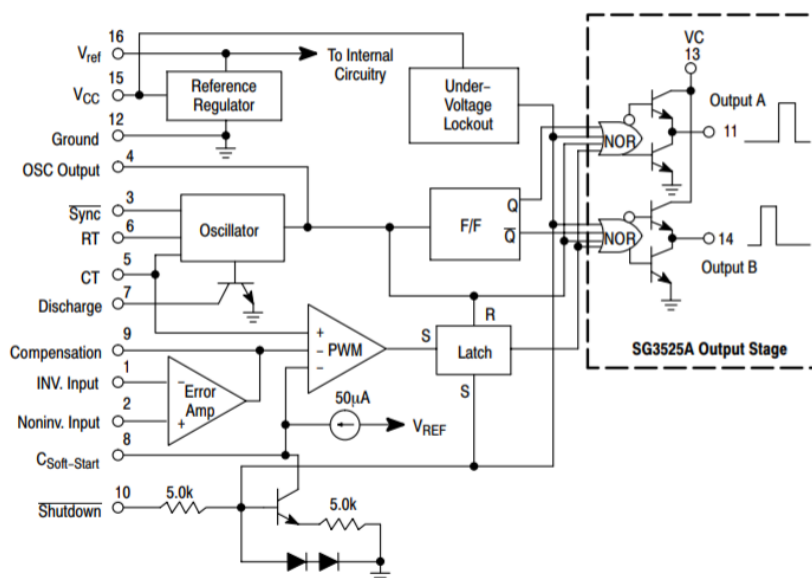 16
Vref
To Internal
Circuitry
15
VCC
Reference
Regulator
Under-
Voltage
Lockout
12
Ground
4
OSC Output
3
Sync
6
RT
Oscillator
5
CT
7
Discharge
F/F
Q
Q
VC
13
NOR
Output A
11
NOR
14
Output B
SG3525A Output Stage
9
Compensation
+
−
−
PWM
S
R
Latch
S
1
INV. Input
2
Noninv. Input
−
Error
Amp
+
50µA
VREF
8
CSoft-Start
10
Shutdown
5.0k
5.0k